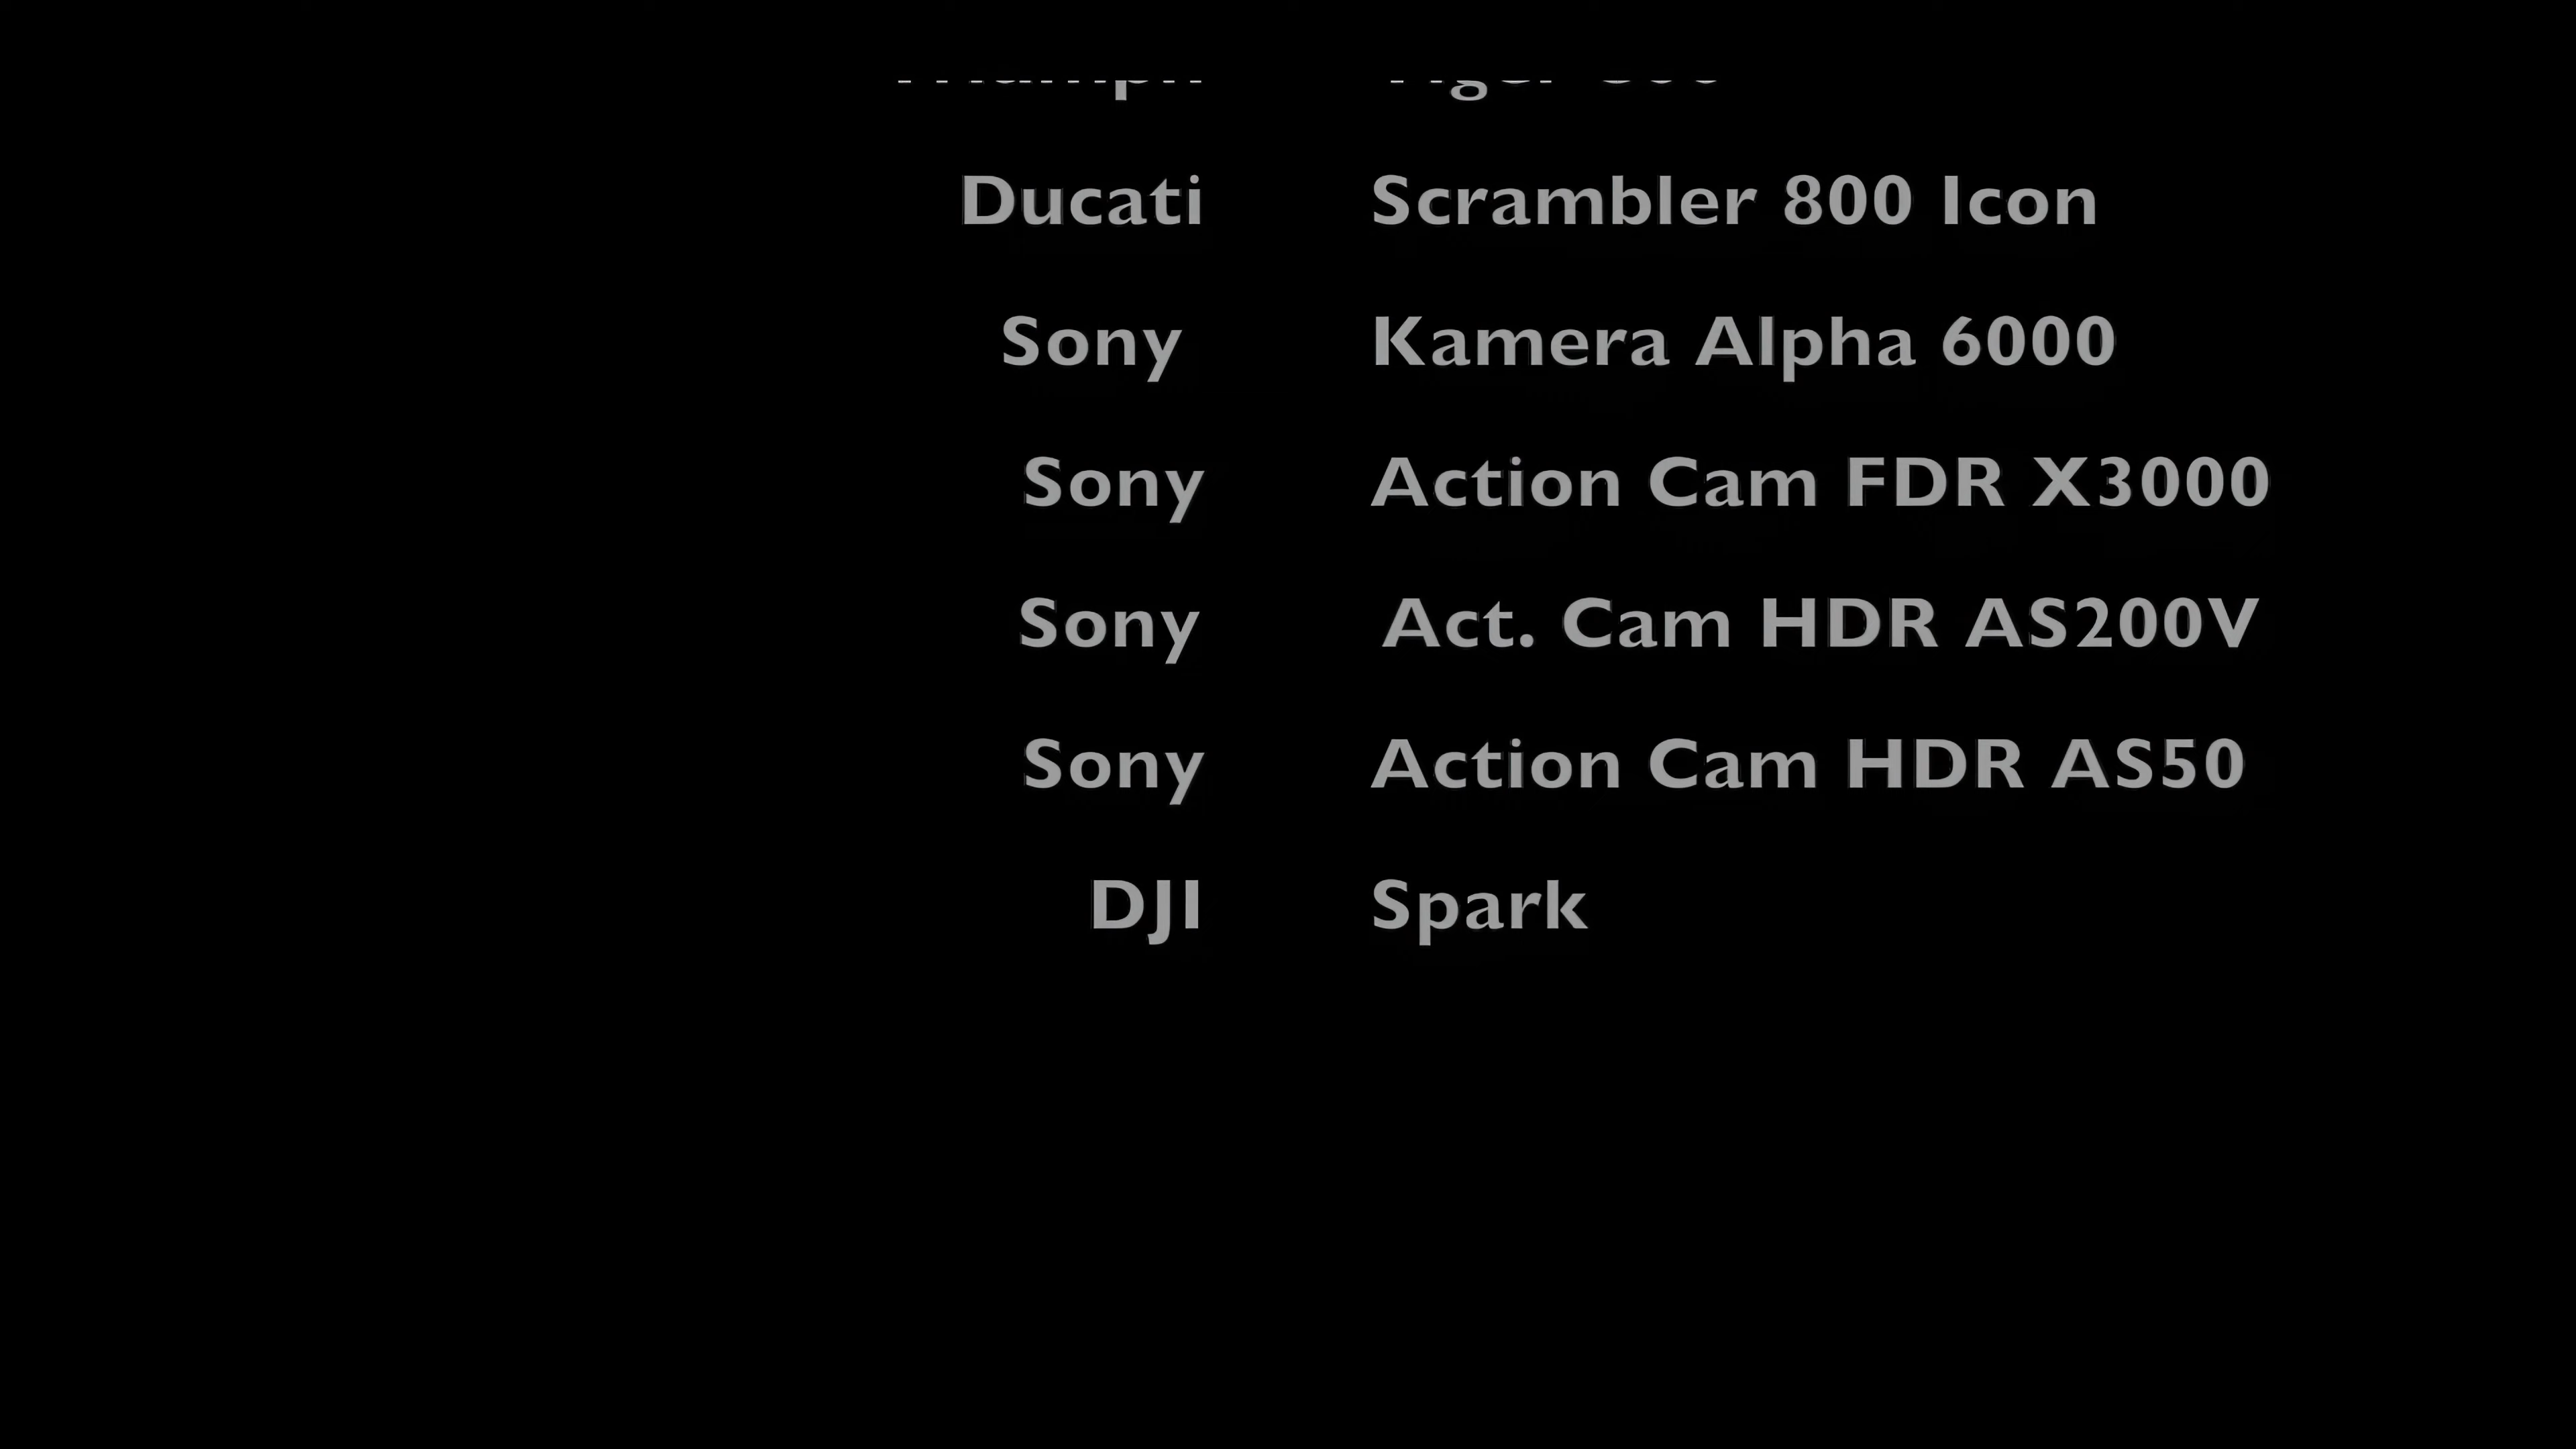 Ducati Scrambler 800 Icon
Sony Kamera Alpha 6000
Sony Action Cam FDR X3000
Sony Act. Cam HDR AS200V
Sony Action Cam HDR AS50
DJI Spark